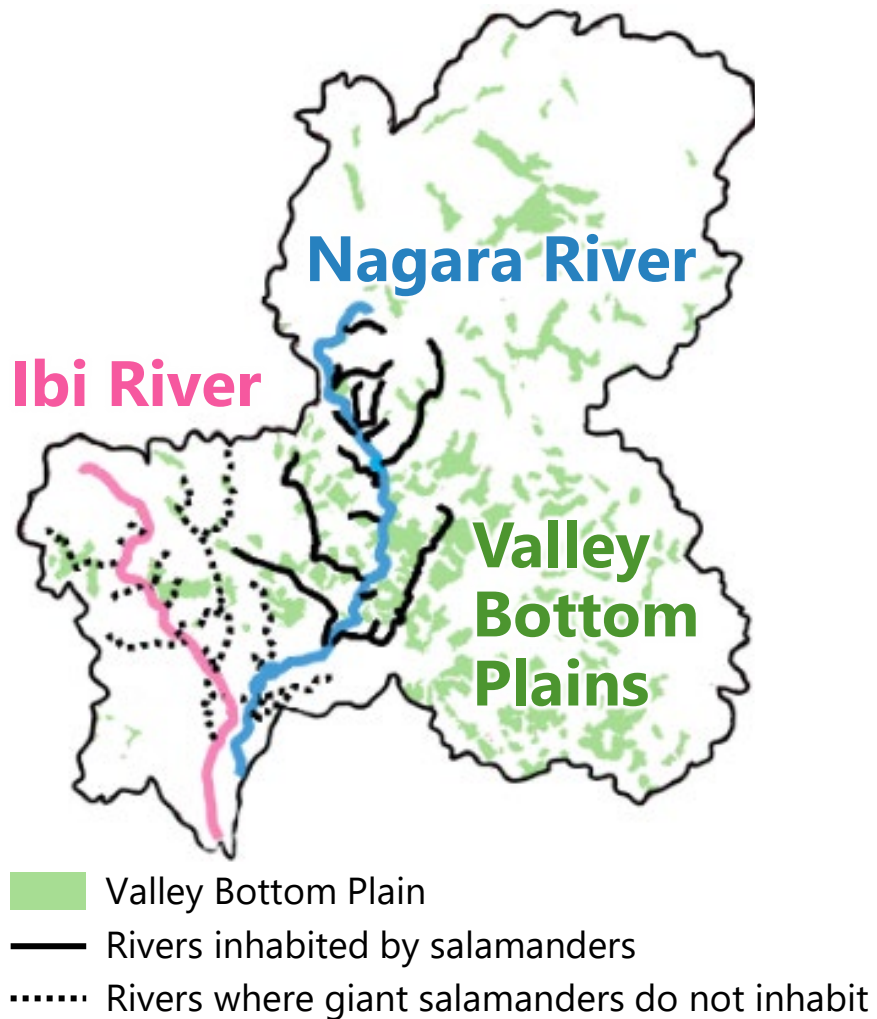 Nagara River
Ibi River
Valley
Bottom
Plains
Valley Bottom Plain
Rivers inhabited by salamanders
Rivers where giant salamanders do not inhabit